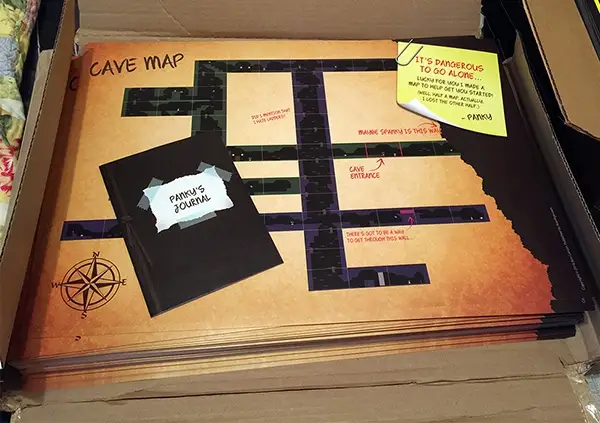 CAVE MAP
IT'S DANGEROUS
TO GO ALONE...
LUCKY FOR YOU I MADE A
MAP TO HELP GET YOU STARTED!
(WELL HALF A MAP, ACTUALLY.
I LOST THE OTHER HALF.)
- PANKY
DID I MENTION THAT
I HATE LADDERS?
MAYBE SPANKY IS THIS WAY
CAVE
ENTRANCE
PANKY'S
JOURNAL
THERE'S GOT TO BE A WAY
TO GET THROUGH THIS WALL...
N
W
E
S